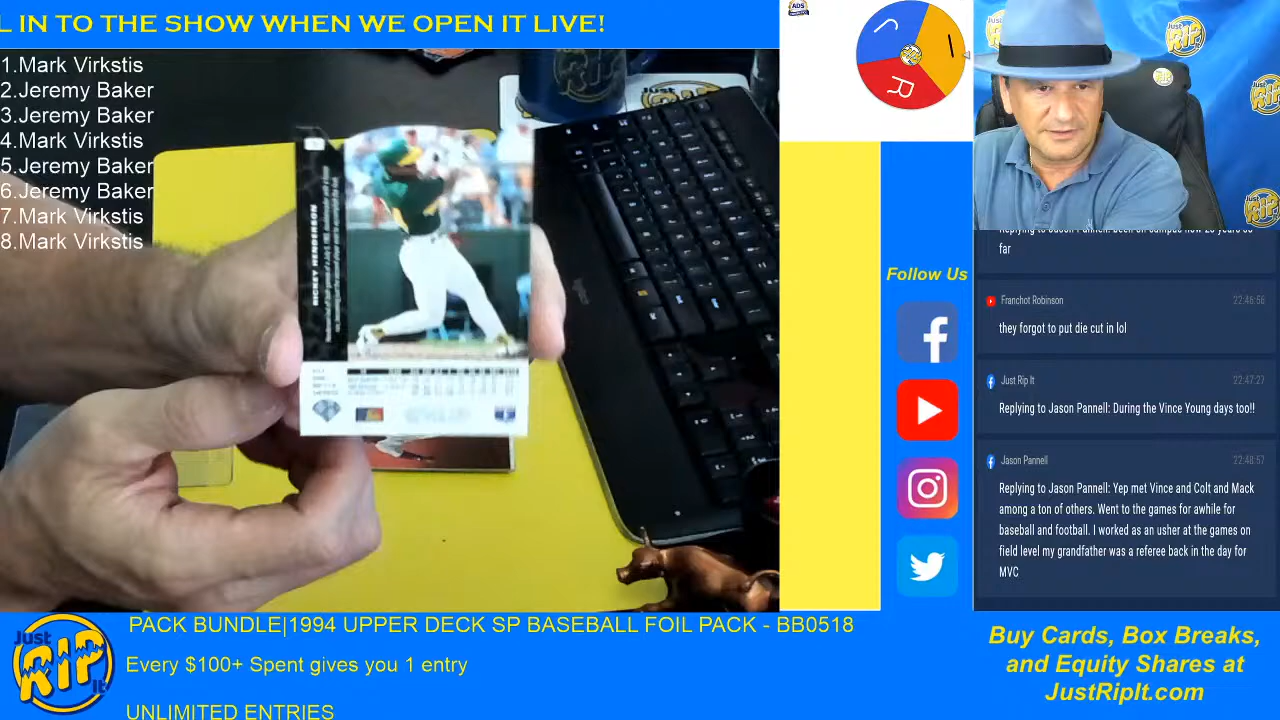 L IN TO THE SHOW WHEN WE OPEN IT LIVE!
1.Mark Virkstis
2.Jeremy Baker
3.Jeremy Baker
4.Mark Virkstis
5.Jeremy Baker
6.Jeremy Baker
7.Mark Virkstis
8.Mark Virkstis
RICKEY HENDERSON
ADS
J
I
R
Just
RIP
It
Follow Us
far
Franchot Robinson 22:46:56
they forgot to put die cut in lol
Just Rip It 22:47:27
Replying to Jason Pannell: During the Vince Young days too!!
Jason Pannell 22:48:57
Replying to Jason Pannell: Yep met Vince and Colt and Mack
among a ton of others. Went to the games for awhile for
baseball and football. I worked as an usher at the games on
field level my grandfather was a referee back in the day for
MVC
Just
RIP
It
PACK BUNDLE|1994 UPPER DECK SP BASEBALL FOIL PACK - BB0518
Every $100+ Spent gives you 1 entry
UNLIMITED ENTRIES
Buy Cards, Box Breaks,
and Equity Shares at
JustRipIt.com